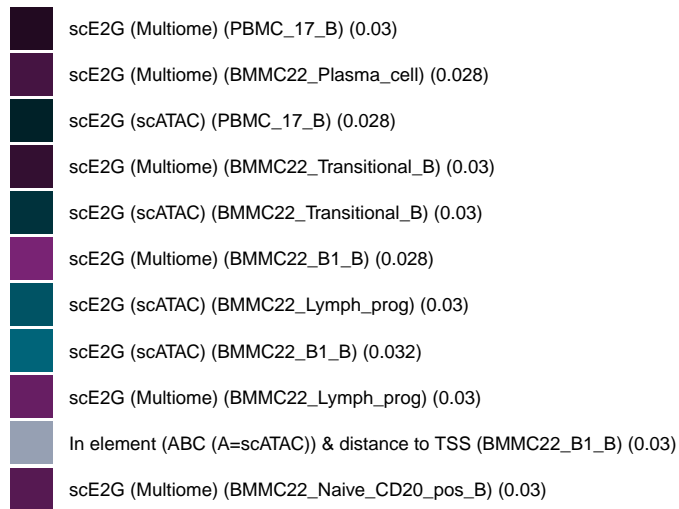 scE2G (Multiome) (PBMC_17_B) (0.03)
scE2G (Multiome) (BMMC22_Plasma_cell) (0.028)
scE2G (scATAC) (PBMC_17_B) (0.028)
scE2G (Multiome) (BMMC22_Transitional_B) (0.03)
scE2G (scATAC) (BMMC22_Transitional_B) (0.03)
scE2G (Multiome) (BMMC22_B1_B) (0.028)
scE2G (scATAC) (BMMC22_Lymph_prog) (0.03)
scE2G (scATAC) (BMMC22_B1_B) (0.032)
scE2G (Multiome) (BMMC22_Lymph_prog) (0.03)
In element (ABC (A=scATAC)) & distance to TSS (BMMC22_B1_B) (0.03)
scE2G (Multiome) (BMMC22_Naive_CD20_pos_B) (0.03)